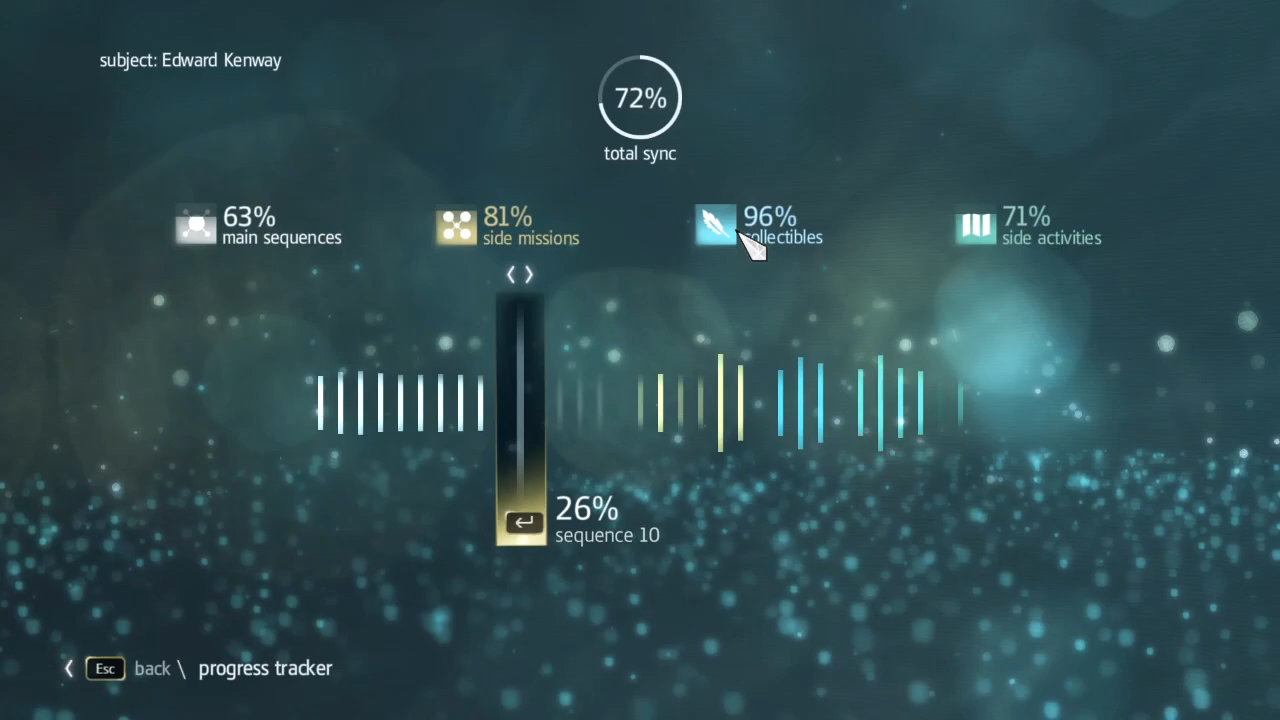 subject: Edward Kenway
72%
total sync
63%
main sequences
81%
side missions
96%
collectibles
71%
side activities
26%
sequence 10
Esc back \ progress tracker